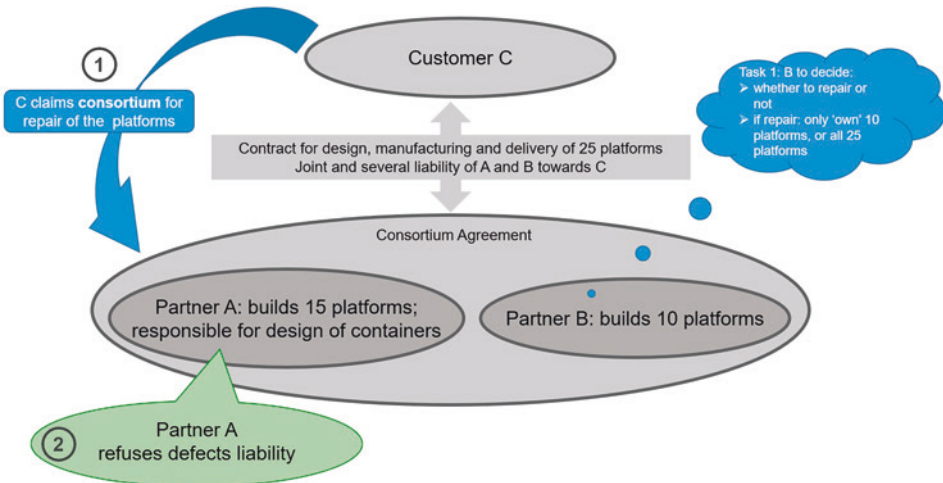 1
Customer C
C claims consortium for
repair of the platforms
Task 1: B to decide:
➢ whether to repair or
not
➢ if repair: only 'own' 10
platforms, or all 25
platforms
Contract for design, manufacturing and delivery of 25 platforms
Joint and several liability of A and B towards C
Consortium Agreement
Partner A: builds 15 platforms;
responsible for design of containers
Partner B: builds 10 platforms
2
Partner A
refuses defects liability